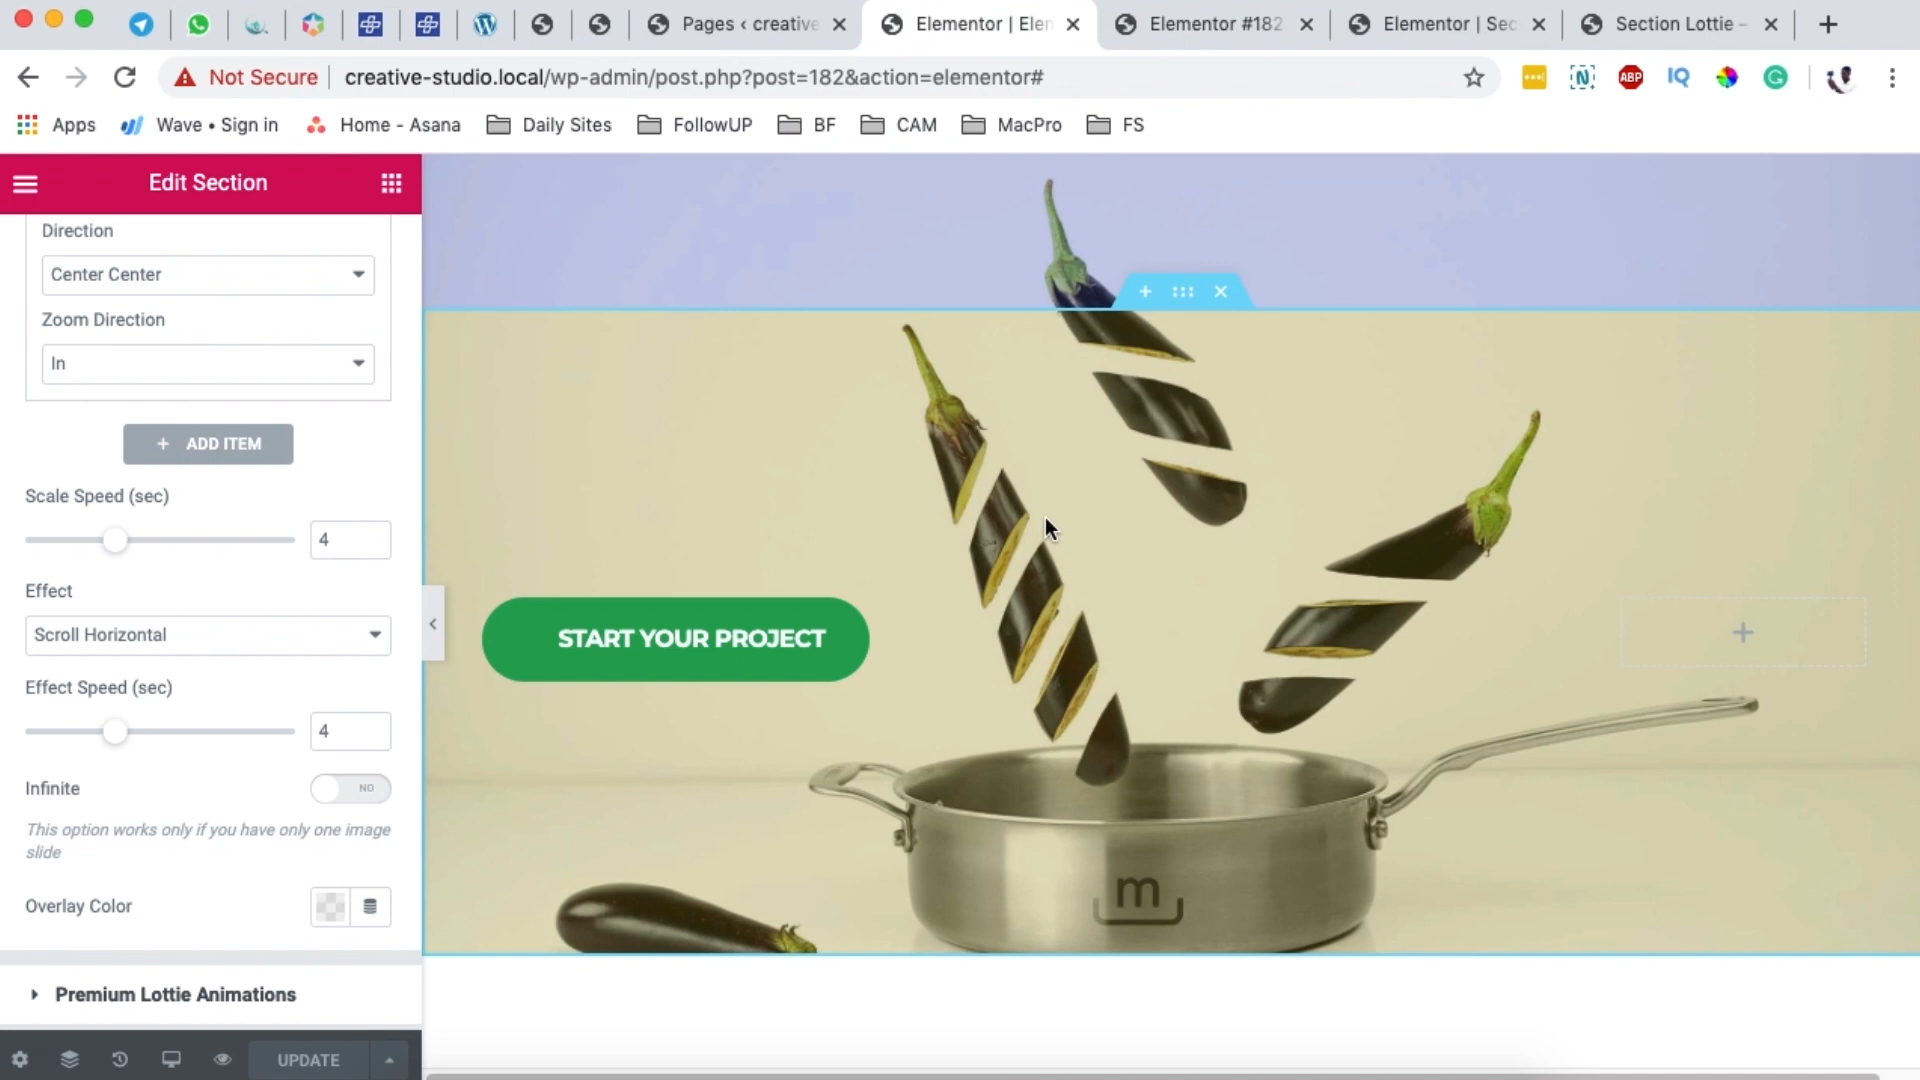 Pages ‹ creative
Elementor | Elen
Elementor #182
Elementor | Sec
Section Lottie –
Not Secure
creative-studio.local/wp-admin/post.php?post=182&action=elementor#
ABP
IQ
Apps
Wave • Sign in
Home - Asana
Daily Sites
FollowUP
BF
CAM
MacPro
FS
Edit Section
Direction
Center Center
Zoom Direction
In
+ ADD ITEM
Scale Speed (sec)
4
Effect
Scroll Horizontal
Effect Speed (sec)
4
Infinite
NO
This option works only if you have only one image
slide
Overlay Color
Premium Lottie Animations
UPDATE
START YOUR PROJECT
m